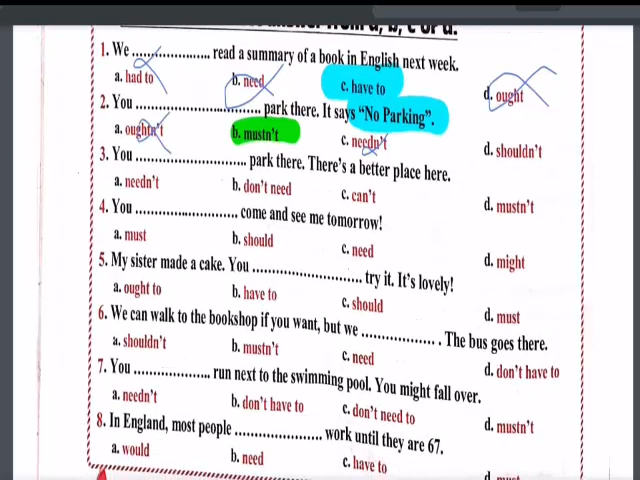 answer from a, b, c or d.
1. We .................... read a summary of a book in English next week.
a. had to b. need c. have to d. ought
2. You ............................ park there. It says “No Parking”.
a. oughtn't b. mustn't c. needn't d. shouldn't
3. You ........................ park there. There's a better place here.
a. needn't b. don't need c. can't d. mustn't
4. You ........................ come and see me tomorrow!
a. must b. should c. need d. might
5. My sister made a cake. You ........................ try it. It's lovely!
a. ought to b. have to c. should d. must
6. We can walk to the bookshop if you want, but we .................. . The bus goes there.
a. shouldn't b. mustn't c. need d. don't have to
7. You .................. run next to the swimming pool. You might fall over.
a. needn't b. don't have to c. don't need to d. mustn't
8. In England, most people .................... work until they are 67.
a. would b. need c. have to d.